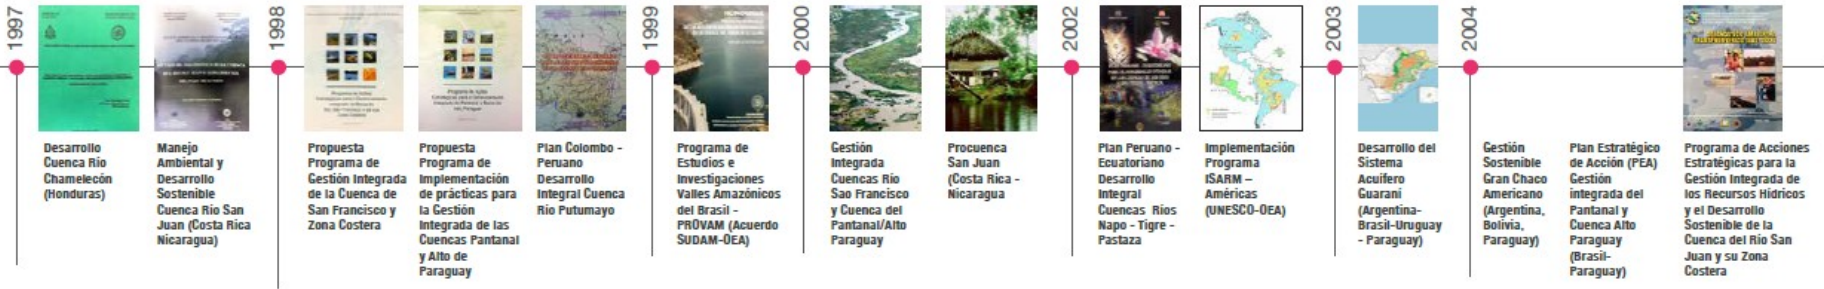 1997
Desarrollo
Cuenca Río
Chamelecón
(Honduras)
Manejo
Ambiental y
Desarrollo
Sostenible
Cuenca Río San
Juan (Costa Rica
Nicaragua)
1998
Propuesta
Programa de
Gestión Integrada
de la Cuenca de
San Francisco y
Zona Costera
Propuesta
Programa de
Implementación
de prácticas para
la Gestión
Integrada de las
Cuencas Pantanal
y Alto de
Paraguay
Plan Colombo -
Peruano
Desarrollo
Integral Cuenca
Río Putumayo
1999
Programa de
Estudios e
Investigaciones
Valles Amazónicos
del Brasil -
PROVAM (Acuerdo
SUDAM-OEA)
2000
Gestión
Integrada
Cuencas Río
Sao Francisco
y Cuenca del
Pantanal/Alto
Paraguay
Procuenca
San Juan
(Costa Rica -
Nicaragua
2002
Plan Peruano -
Ecuatoriano
Desarrollo
Integral
Cuencas Ríos
Napo - Tigre -
Pastaza
Implementación
Programa
ISARM –
Américas
(UNESCO-OEA)
2003
Desarrollo del
Sistema
Acuífero
Guaraní
(Argentina-
Brasil-Uruguay
- Paraguay)
2004
Gestión
Sostenible
Gran Chaco
Americano
(Argentina,
Bolivia,
Paraguay)
Plan Estratégico
de Acción (PEA)
Gestión
integrada del
Pantanal y
Cuenca Alto
Paraguay
(Brasil-
Paraguay)
Programa de Acciones
Estratégicas para la
Gestión Integrada de
los Recursos Hídricos
y el Desarrollo
Sostenible de la
Cuenca del Río San
Juan y su Zona
Costera